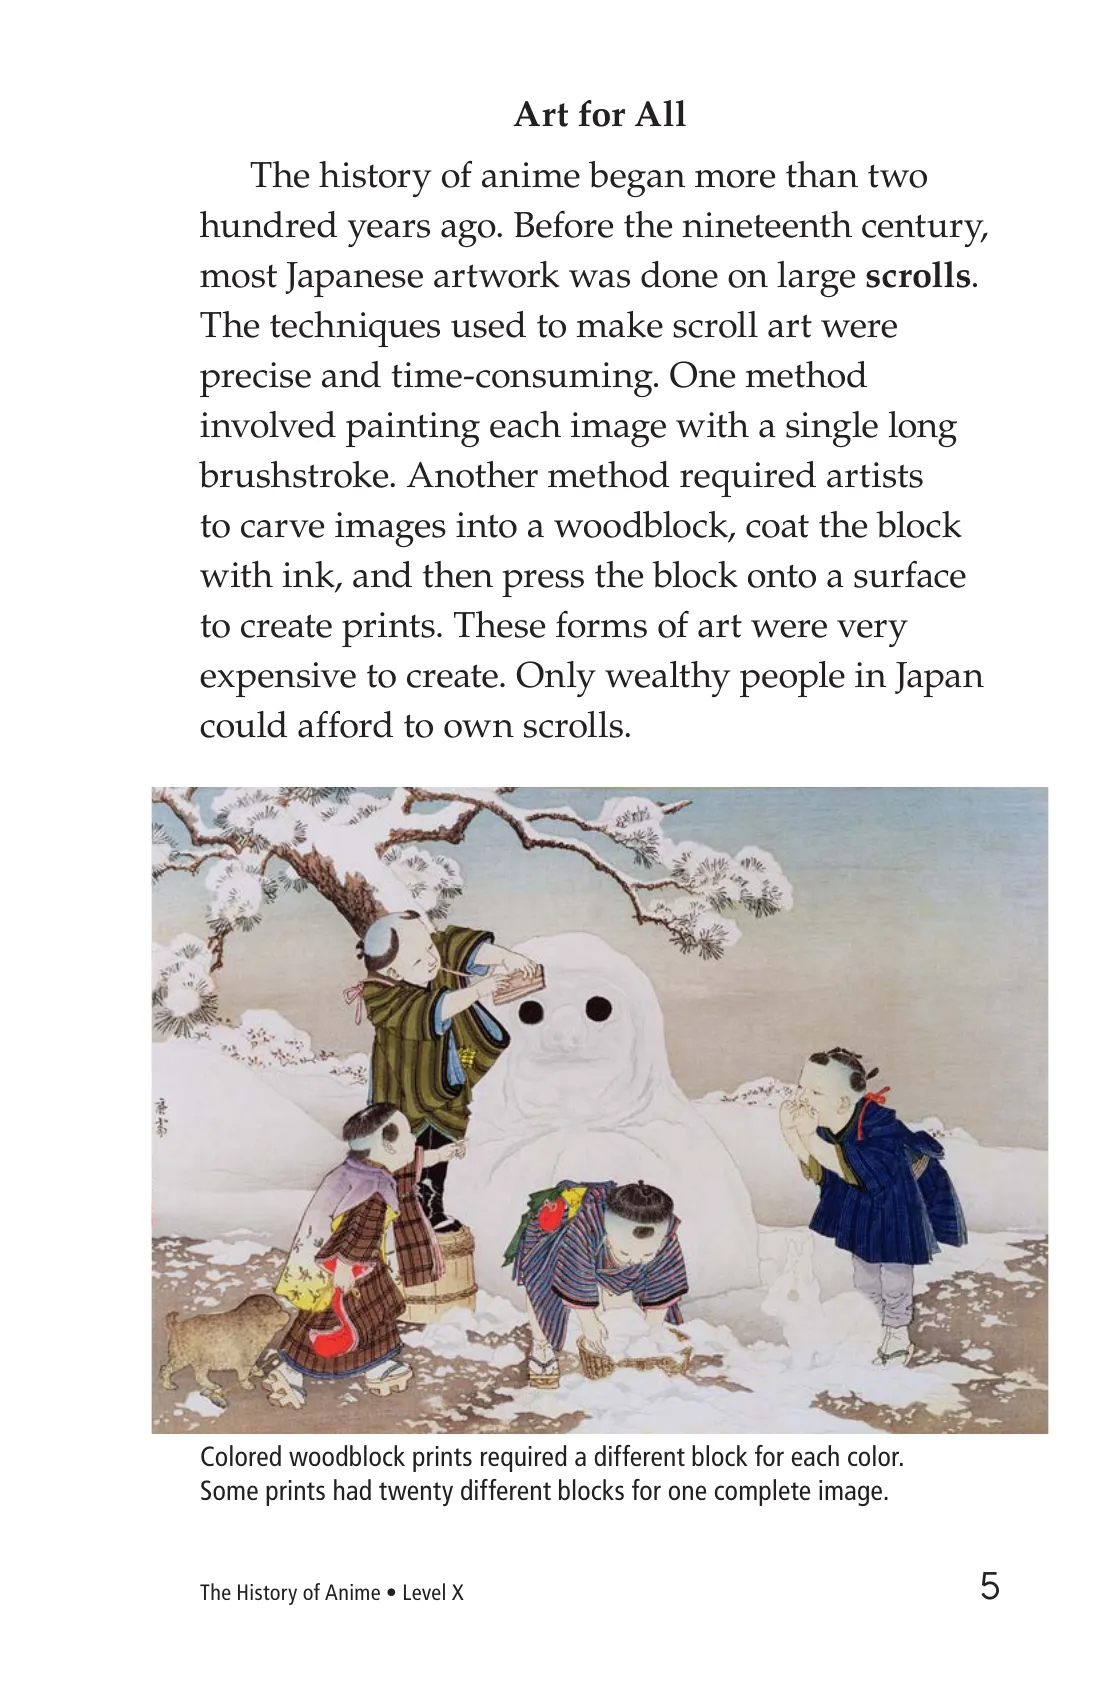 Art for All
The history of anime began more than two
hundred years ago. Before the nineteenth century,
most Japanese artwork was done on large scrolls.
The techniques used to make scroll art were
precise and time-consuming. One method
involved painting each image with a single long
brushstroke. Another method required artists
to carve images into a woodblock, coat the block
with ink, and then press the block onto a surface
to create prints. These forms of art were very
expensive to create. Only wealthy people in Japan
could afford to own scrolls.
Colored woodblock prints required a different block for each color.
Some prints had twenty different blocks for one complete image.
The History of Anime • Level X
5